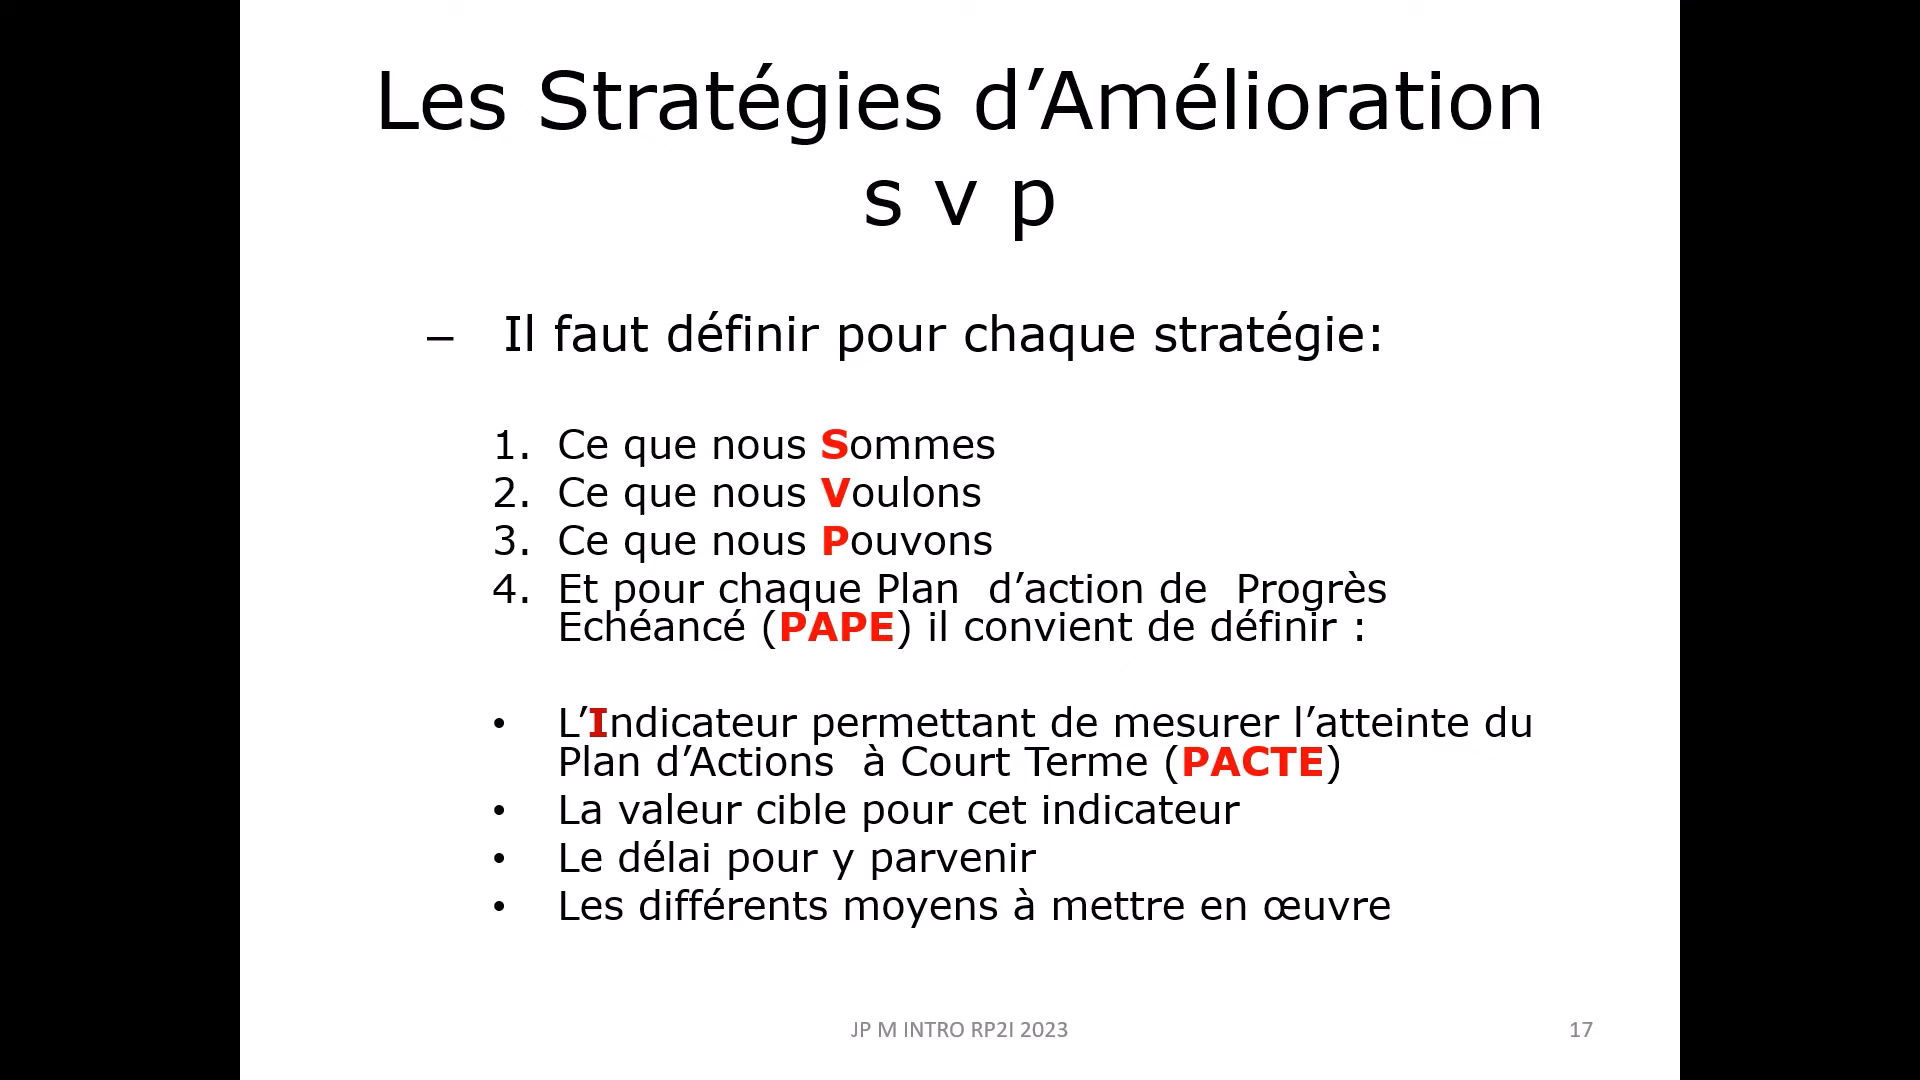 Les Stratégies d’Amélioration
s v p
– Il faut définir pour chaque stratégie:
1. Ce que nous Sommes
2. Ce que nous Voulons
3. Ce que nous Pouvons
4. Et pour chaque Plan d’action de Progrès
Echéancé (PAPE) il convient de définir :
• L’Indicateur permettant de mesurer l’atteinte du
Plan d’Actions à Court Terme (PACTE)
• La valeur cible pour cet indicateur
• Le délai pour y parvenir
• Les différents moyens à mettre en œuvre
JP M INTRO RP2I 2023
17